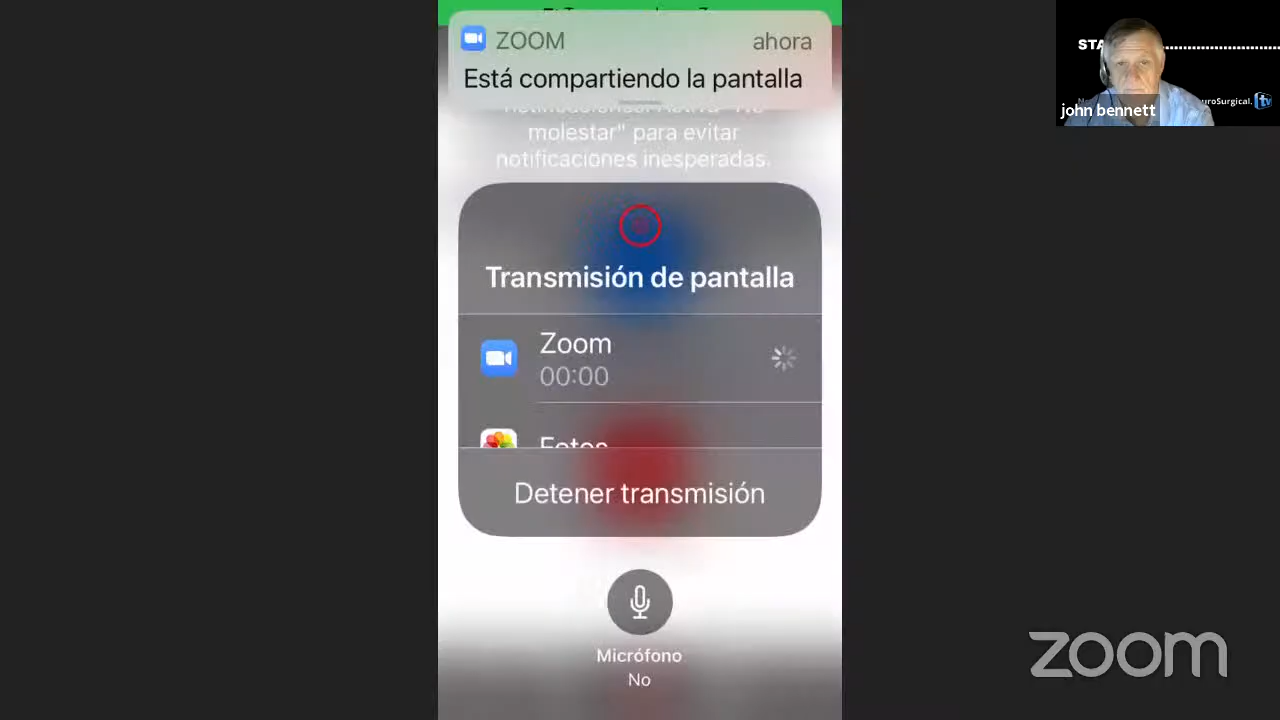 ZOOM
ahora
Está compartiendo la pantalla
molestar" para evitar
notificaciones inesperadas.
Transmisión de pantalla
Zoom
00:00
Fotos
Detener transmisión
Micrófono
No
john bennett
zoom